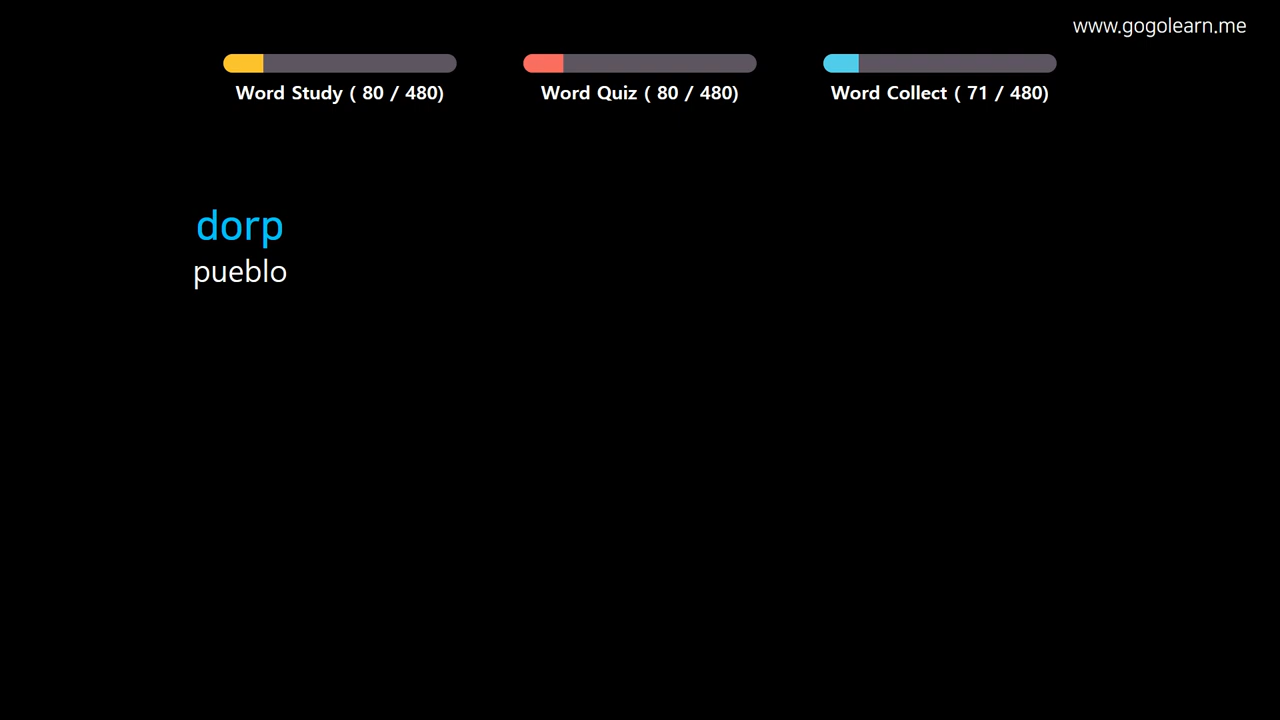 www.gogolearn.me
Word Study ( 80 / 480)
Word Quiz ( 80 / 480)
Word Collect ( 71 / 480)
dorp
pueblo